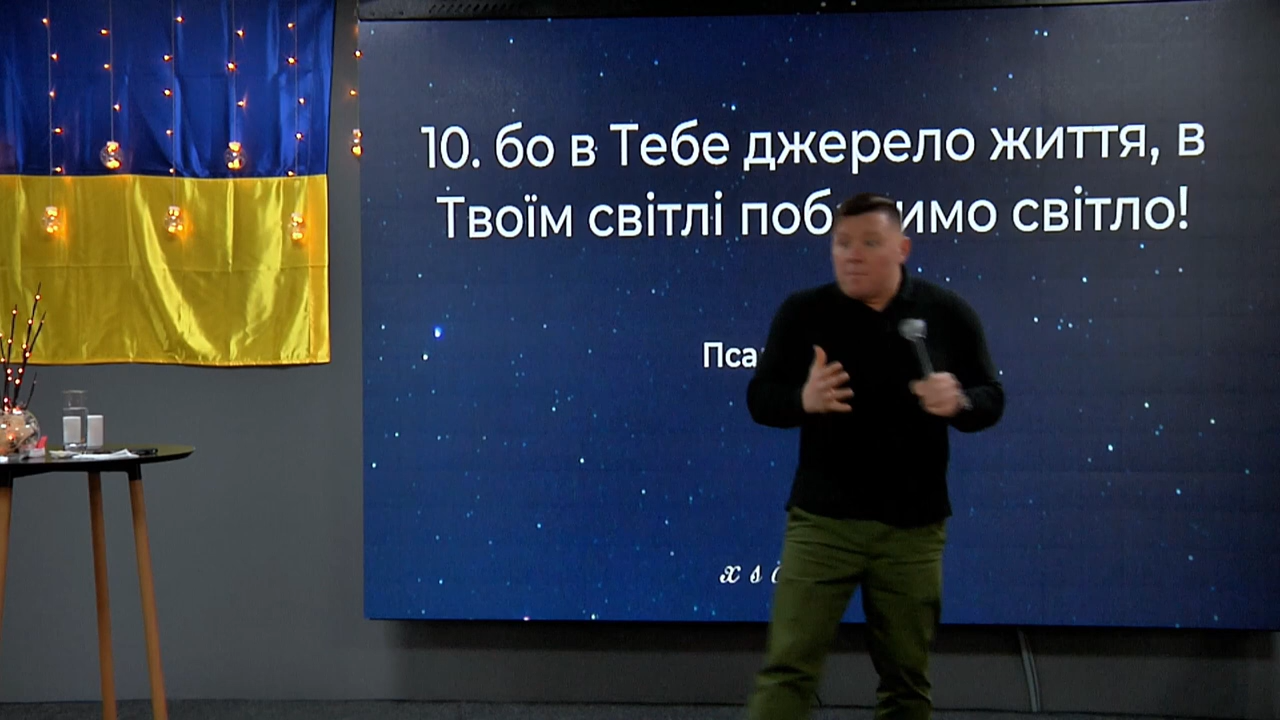 10. бо в Тебе джерело життя, в
Твоїм світлі світло!